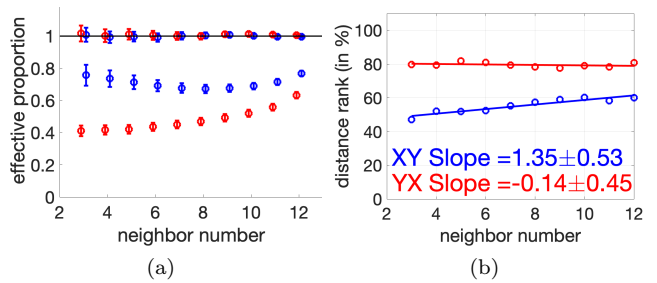 effective proportion
1
0.8
0.6
0.4
0.2
0
2 4 6 8 10 12
neighbor number
(a)
distance rank (in %)
100
80
60
40
20
0
XY Slope =1.35±0.53
YX Slope =-0.14±0.45
2 4 6 8 10 12
neighbor number
(b)